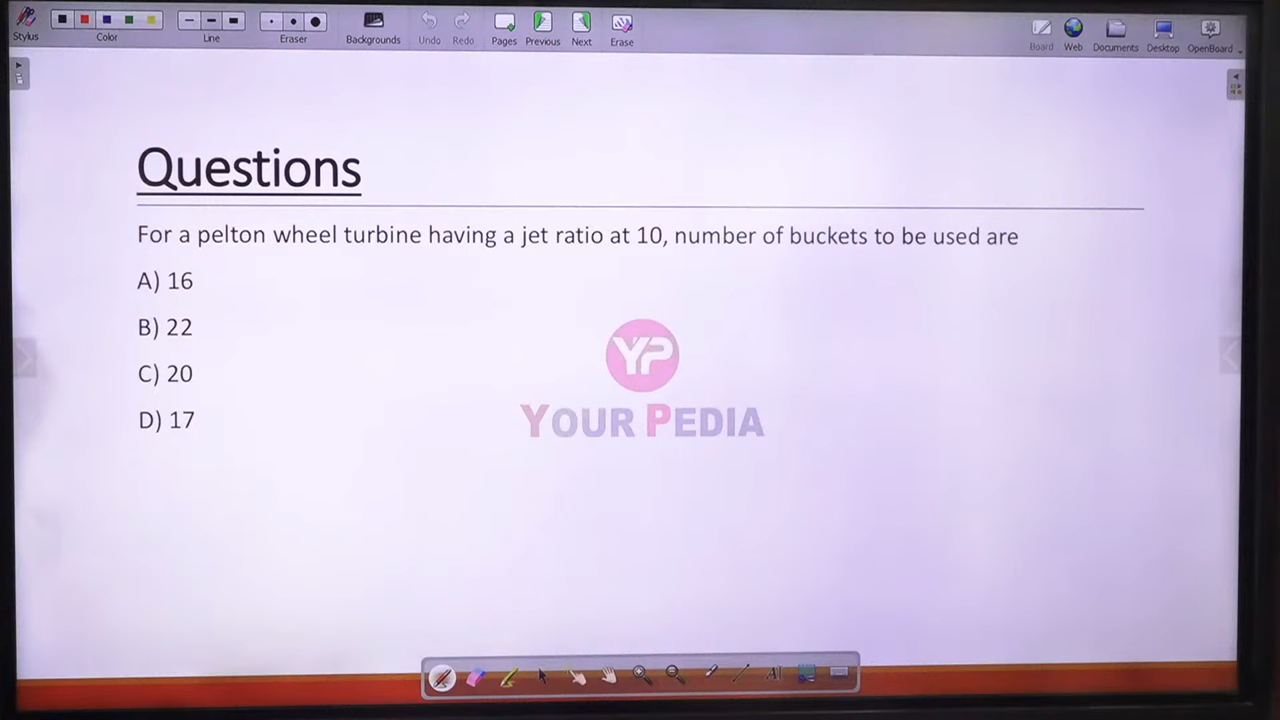 Stylus
Color
Line
Eraser
Backgrounds
Undo
Redo
Pages
Previous
Next
Erase
Board
Web
Documents
Desktop
OpenBoard
Questions
For a pelton wheel turbine having a jet ratio at 10, number of buckets to be used are
A) 16
B) 22
C) 20
D) 17
YP
YOUR PEDIA
AI